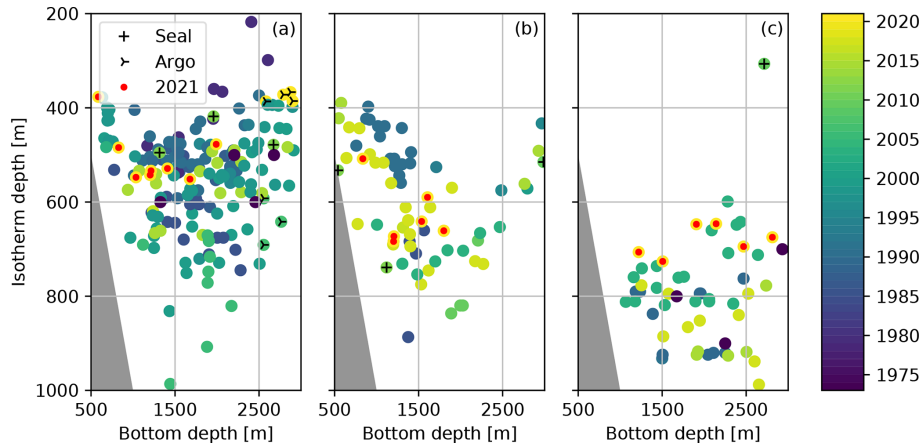 200
400
600
800
1000
Isotherm depth [m]
Seal
Argo
2021
(a)
500
1500
2500
Bottom depth [m]
(b)
500
1500
2500
Bottom depth [m]
(c)
500
1500
2500
Bottom depth [m]
2020
2015
2010
2005
2000
1995
1990
1985
1980
1975